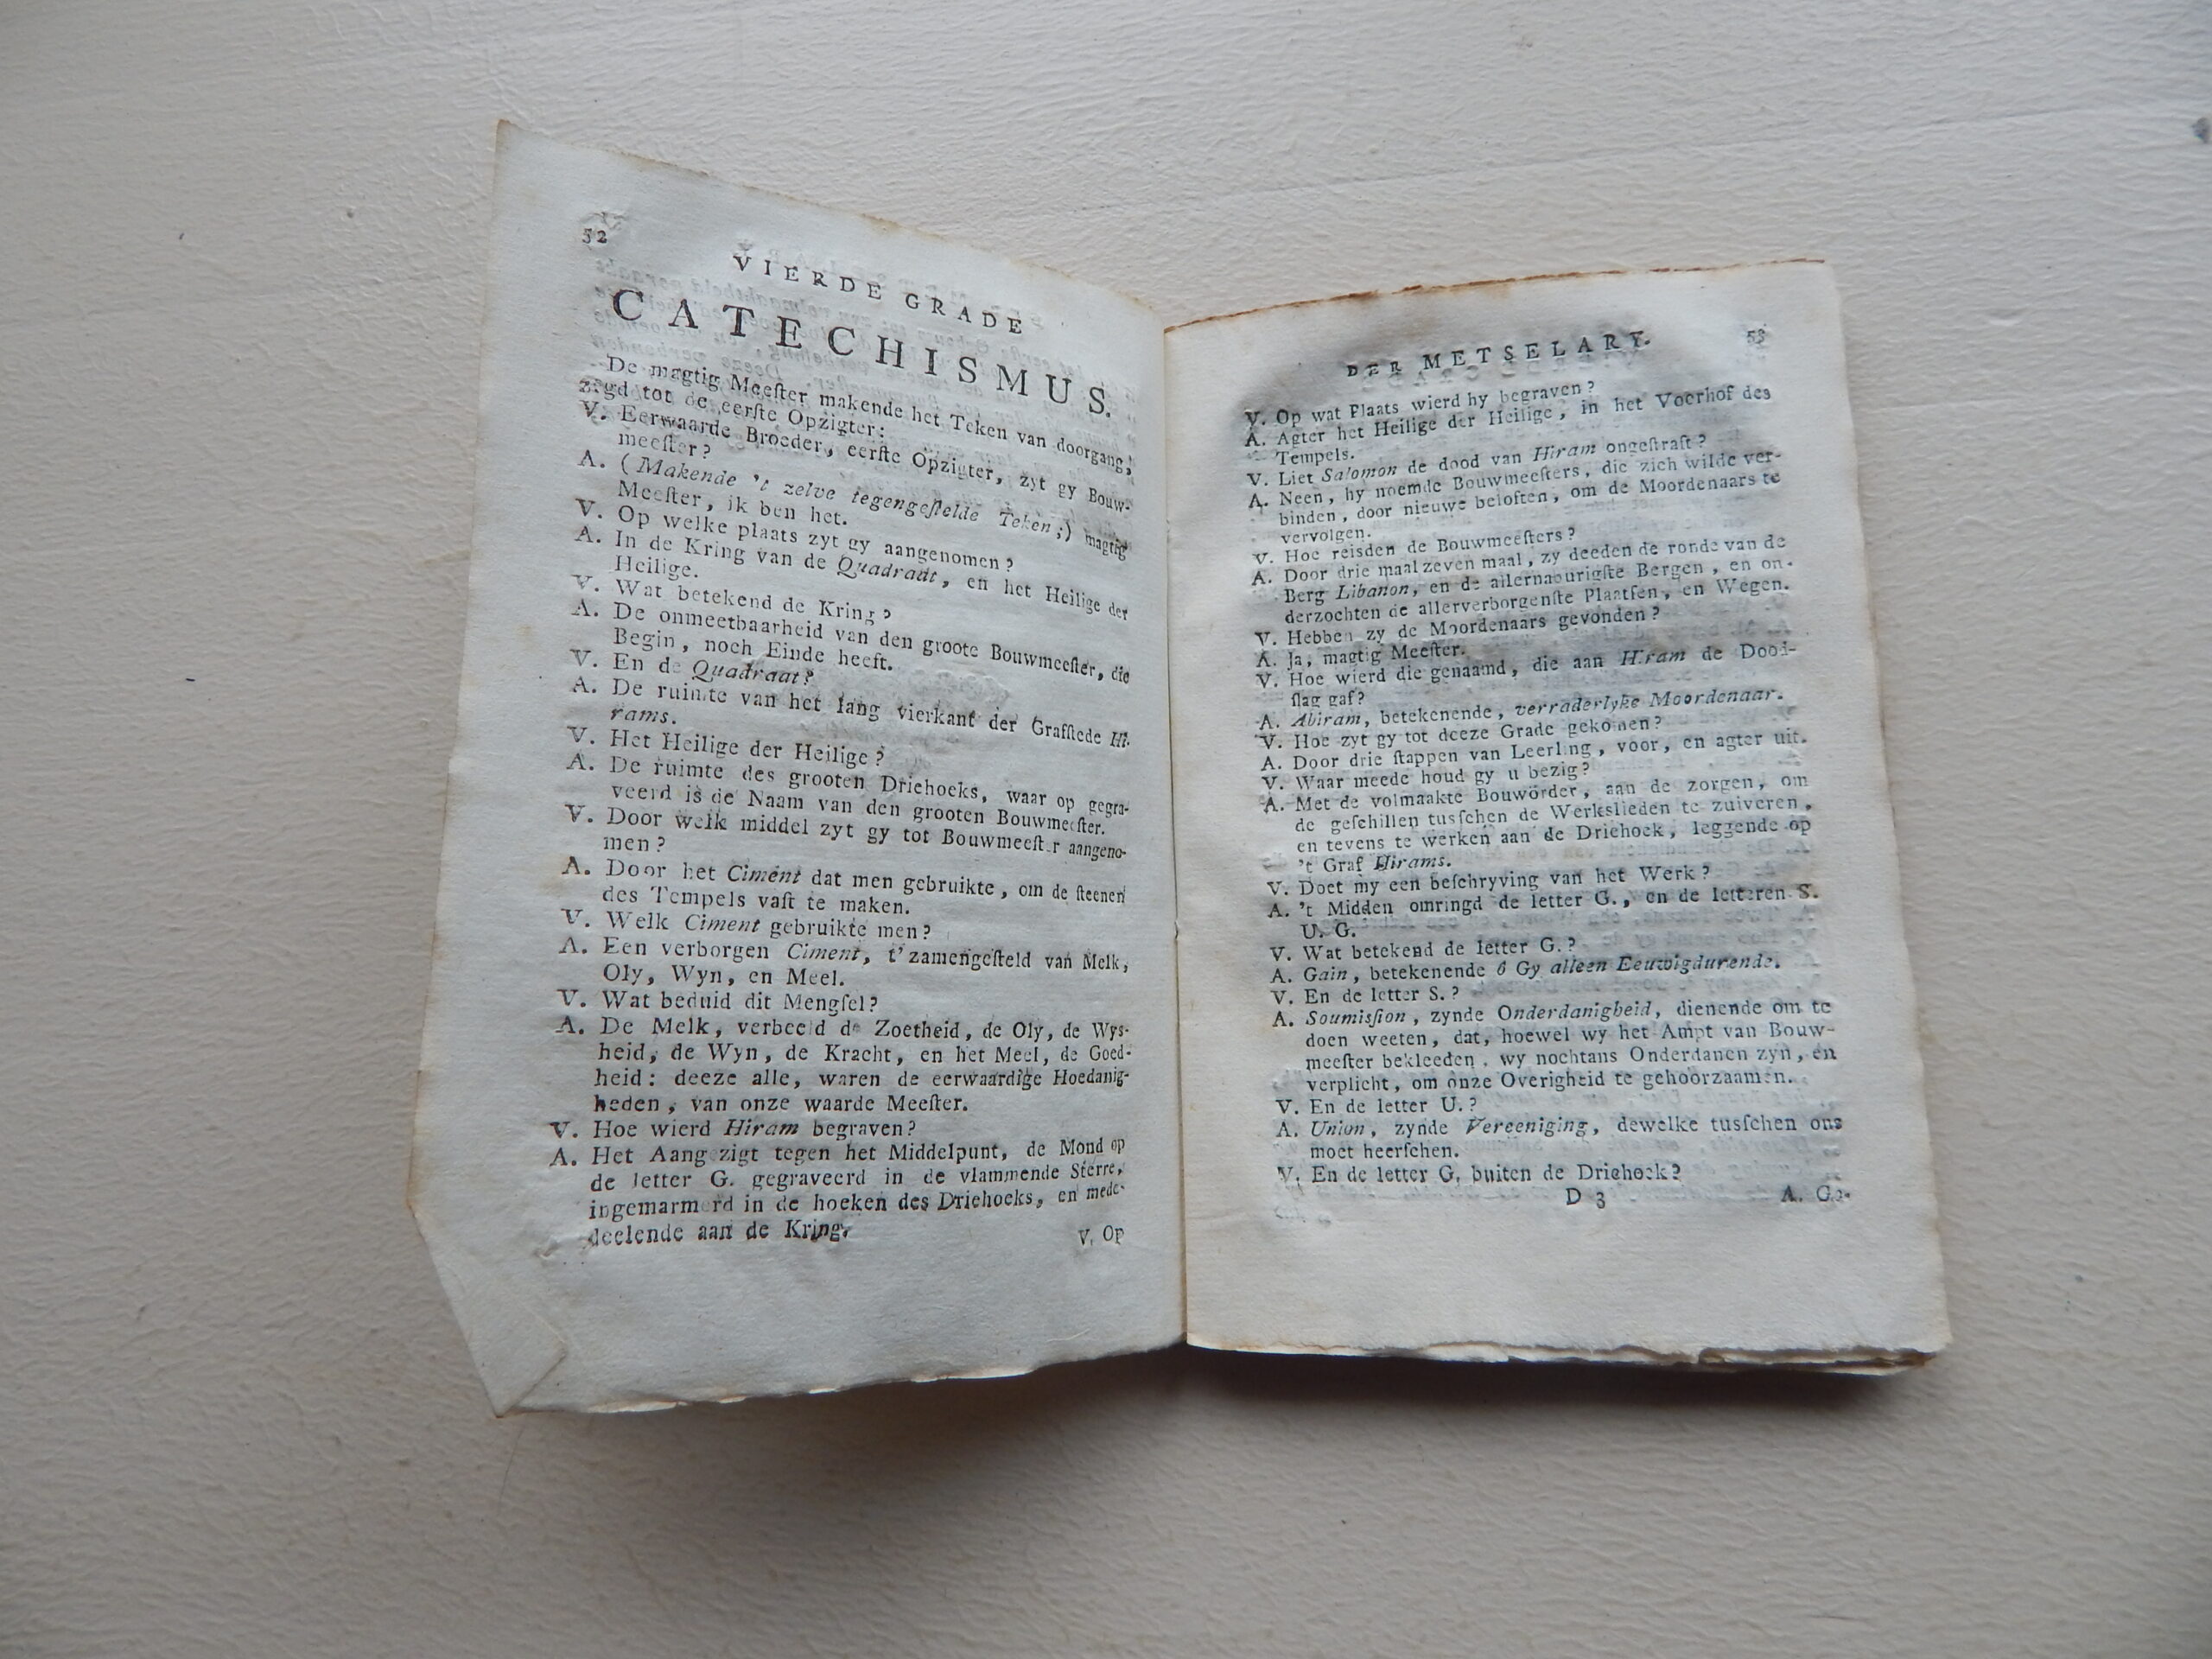 52
VIERDE GRADE
CATECHISMUS.
De magtig Meeſter makende het Teken van doorgang,
zegd tot de eerſte Opzigter:
V. Eerwaarde Broeder, eerſte Opzigter, zyt gy Bouw-
meeſter?
A. (Makende 't zelve tegengeſtelde Teken;) magtig
Meeſter, ik ben het.
V. Op welke plaats zyt gy aangenomen?
A. In de Kring van de Quadraat, en het Heilige der
Heilige.
V. Wat betekend de Kring?
A. De onmeetbaarheid van den groote Bouwmeeſter, die
Begin, noch Einde heeft.
V. En de Quadraat?
A. De ruimte van het lang vierkant der Grafſtede Hi-
rams.
V. Het Heilige der Heilige?
A. De ruimte des grooten Driehoeks, waar op gegra-
veerd is de Naam van den grooten Bouwmeeſter.
V. Door welk middel zyt gy tot Bouwmeeſter aangeno-
men?
A. Door het Ciment dat men gebruikte, om de ſteenen
des Tempels vaſt te maken.
V. Welk Ciment gebruikte men?
A. Een verborgen Ciment, t'zamengeſteld van Melk,
Oly, Wyn, en Meel.
V. Wat beduid dit Mengſel?
A. De Melk, verbeeld de Zoetheid, de Oly, de Wys-
heid, de Wyn, de Kracht, en het Meel, de Goed-
heid: deeze alle, waren de eerwaardige Hoedanig-
heden, van onze waarde Meeſter.
V. Hoe wierd Hiram begraven?
A. Het Aangezigt tegen het Middelpunt, de Mond op
de letter G. gegraveerd in de vlammende Sterre,
ingemarmerd in de hoeken des Driehoeks, en mede-
deelende aan de Kring.
V. Op
DER METSELARY. 53
V. Op wat Plaats wierd hy begraven?
A. Agter het Heilige der Heilige, in het Voorhof des
Tempels.
V. Liet Salomon de dood van Hiram ongeſtraft?
A. Neen, hy noemde Bouwmeeſters, die zich wilde ver-
binden, door nieuwe beloften, om de Moordenaars te
vervolgen.
V. Hoe reisden de Bouwmeeſters?
A. Door drie maal zeven maal, zy deeden de ronde van de
Berg Libanon, en de allernaourigſte Bergen, en on-
derzochten de allerverborgenſte Plaatſen, en Wegen.
V. Hebben zy de Moordenaars gevonden?
A. Ja, magtig Meeſter.
V. Hoe wierd die genaamd, die aan Hiram de Dood-
ſlag gaf?
A. Abiram, betekenende, verraderlyke Moordenaar.
V. Hoe zyt gy tot deeze Grade gekomen?
A. Door drie ſtappen van Leerling, voor, en agter uit.
V. Waar meede houd gy u bezig?
A. Met de volmaakte Bouwörder, aan de zorgen, om
de geſchillen tusſchen de Werkslieden te zuiveren,
en tevens te werken aan de Driehoek, leggende op
't Graf Hirams.
V. Doet my een beſchryving van het Werk?
A. 't Midden omringd de letter G., en de letteren S.
U. G.
V. Wat betekend de letter G.?
A. Gain, betekenende ô Gy alleen Eeuwigdurende.
V. En de letter S.?
A. Soumisſion, zynde Onderdanigheid, dienende om te
doen weeten, dat, hoewel wy het Ampt van Bouw-
meeſter bekleeden, wy nochtans Onderdanen zyn, en
verplicht, om onze Overigheid te gehoorzaamen.
V. En de letter U.?
A. Union, zynde Vereeniging, dewelke tusſchen ons
moet heerſchen.
V. En de letter G. buiten de Driehoek?
D 3 A. Go-